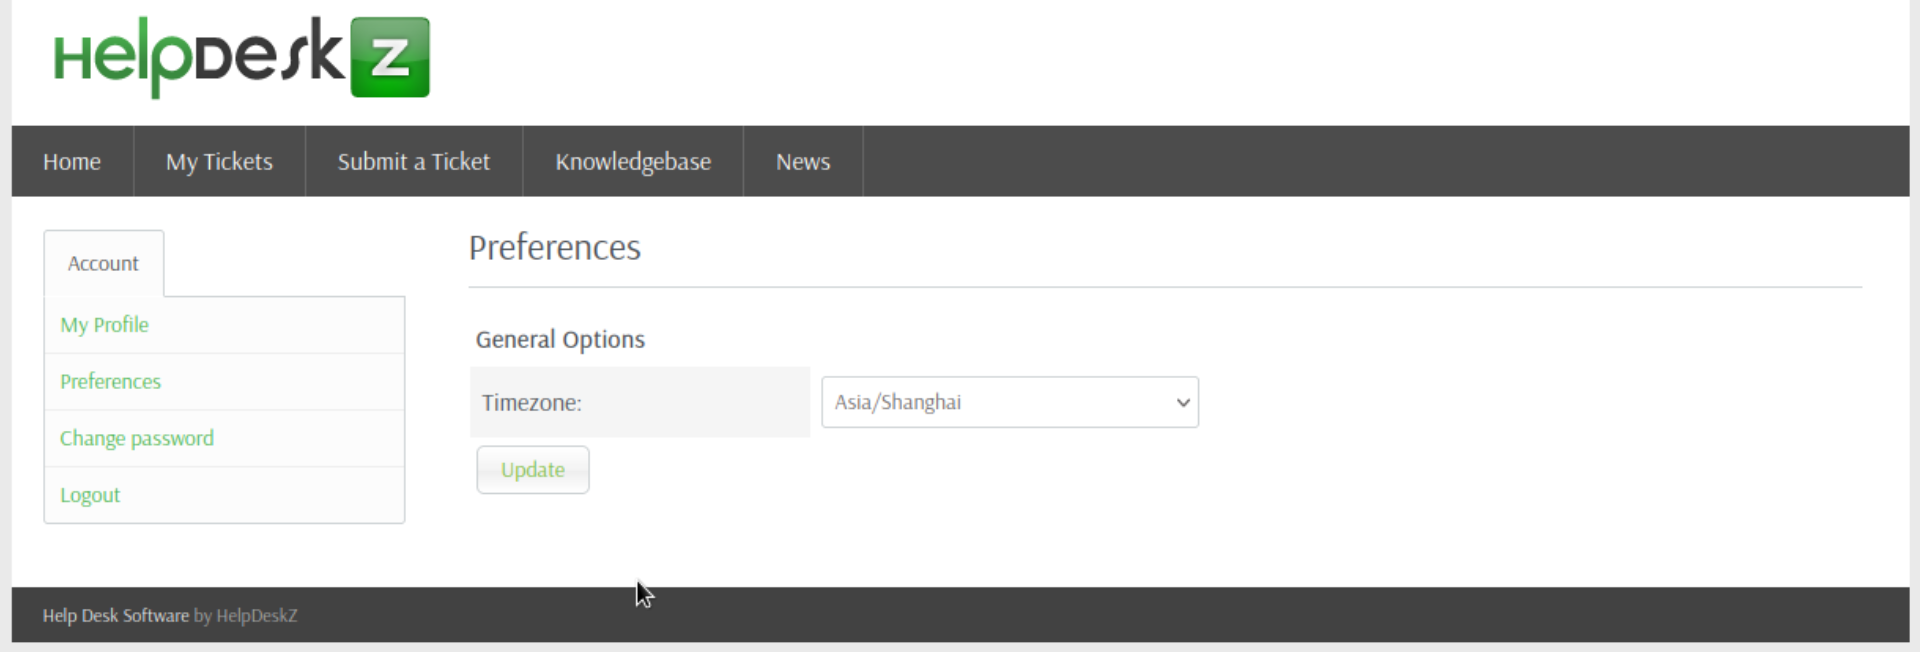 HelpDesk Z
Home My Tickets Submit a Ticket Knowledgebase News
Account
My Profile
Preferences
Change password
Logout
Preferences
General Options
Timezone: Asia/Shanghai
Update
Help Desk Software by HelpDeskZ